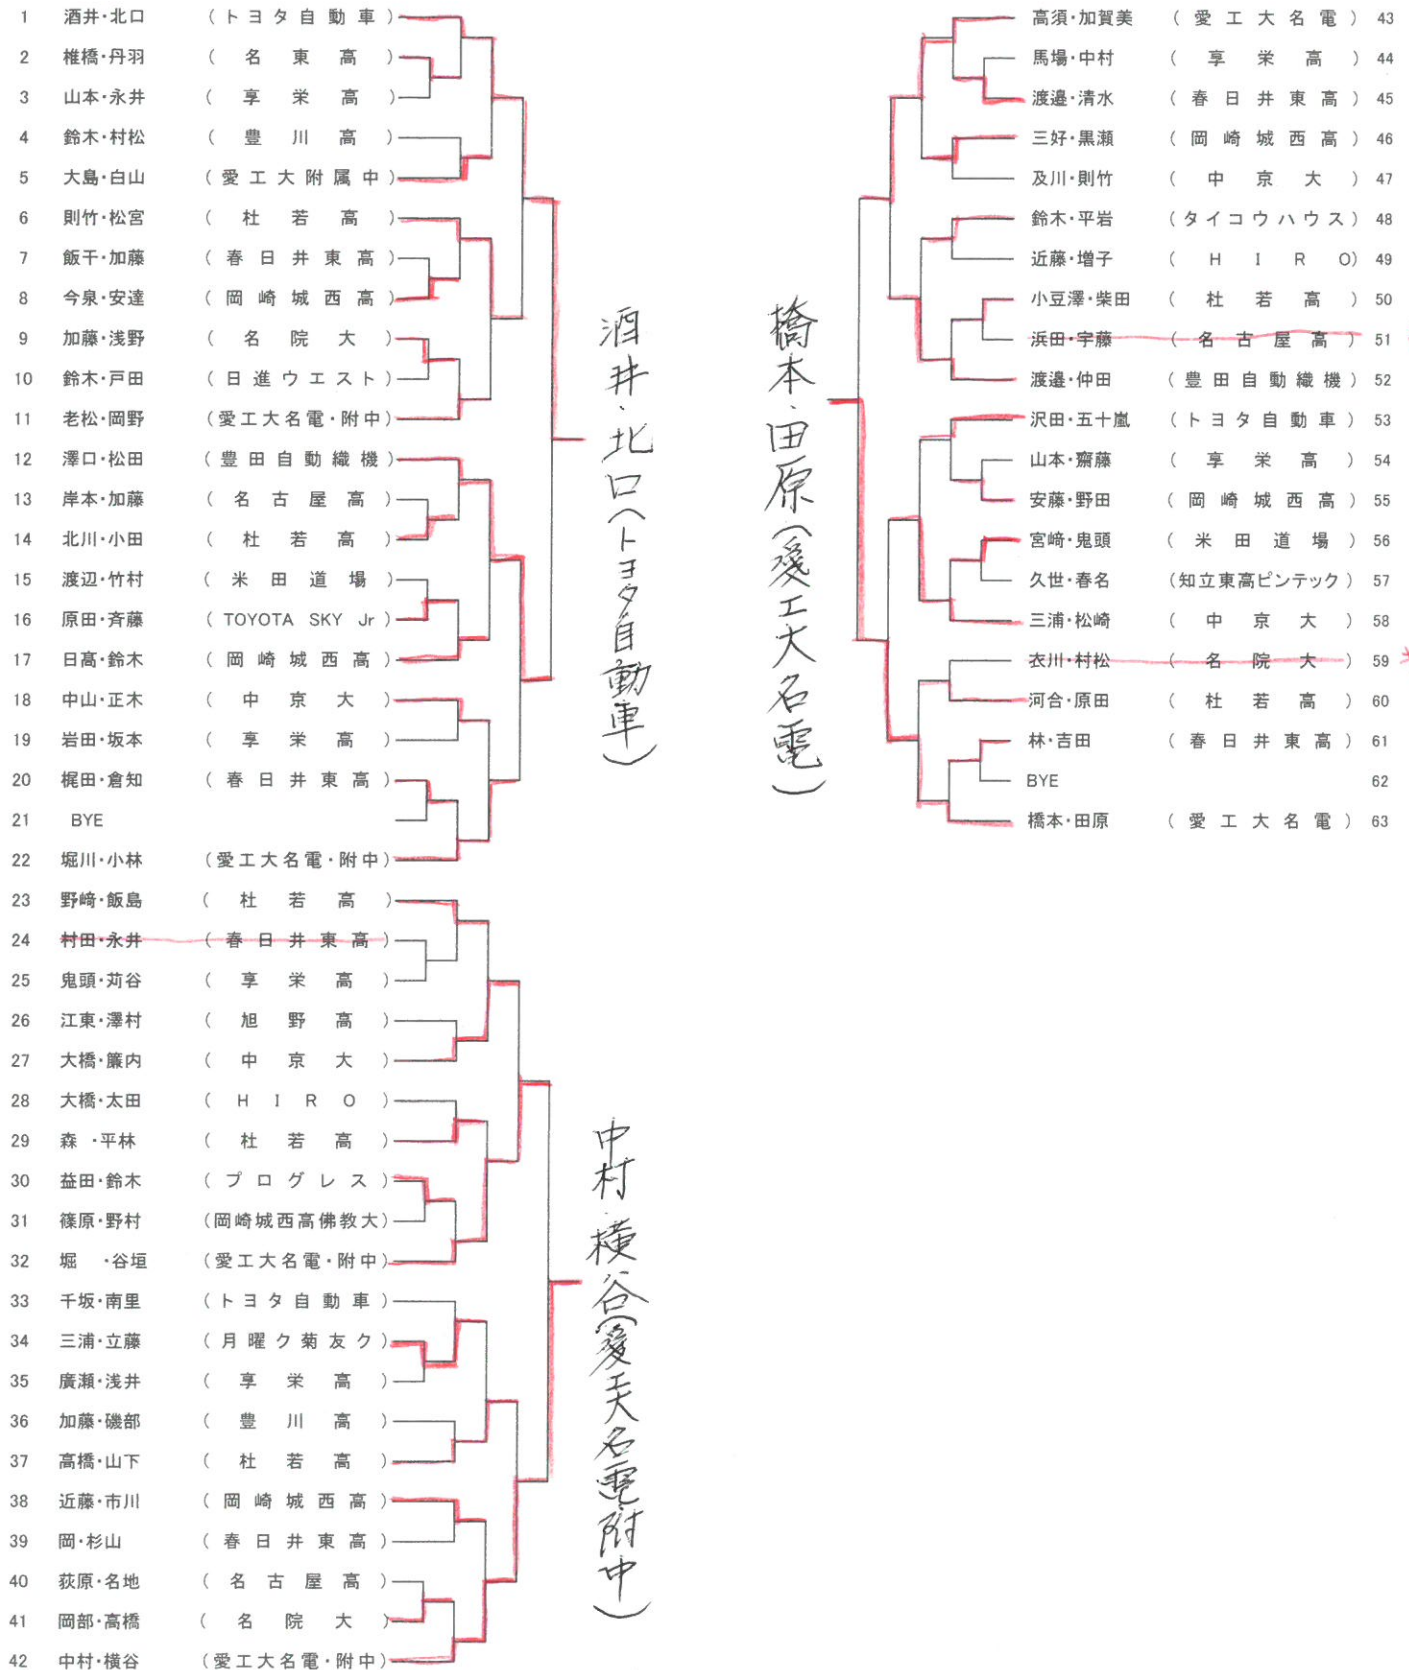 1 酒井・北口 (トヨタ自動車)
2 椎橋・丹羽 (名東高)
3 山本・永井 (享栄高)
4 鈴木・村松 (豊川高)
5 大島・白山 (愛工大附属中)
6 則竹・松宮 (杜若高)
7 飯干・加藤 (春日井東高)
8 今泉・安達 (岡崎城西高)
9 加藤・浅野 (名院大)
10 鈴木・戸田 (日進ウエスト)
11 老松・岡野 (愛工大名電・附中)
12 澤口・松田 (豊田自動織機)
13 岸本・加藤 (名古屋高)
14 北川・小田 (杜若高)
15 渡辺・竹村 (米田道場)
16 原田・斉藤 (TOYOTA SKY Jr)
17 日髙・鈴木 (岡崎城西高)
18 中山・正木 (中京大)
19 岩田・坂本 (享栄高)
20 梶田・倉知 (春日井東高)
21 BYE
22 堀川・小林 (愛工大名電・附中)
23 野﨑・飯島 (杜若高)
24 村田・永井 (春日井東高)
25 鬼頭・苅谷 (享栄高)
26 江東・澤村 (旭野高)
27 大橋・簾内 (中京大)
28 大橋・太田 (HIRO)
29 森・平林 (杜若高)
30 益田・鈴木 (プログレス)
31 篠原・野村 (岡崎城西高佛教大)
32 堀・谷垣 (愛工大名電・附中)
33 千坂・南里 (トヨタ自動車)
34 三浦・立藤 (月曜ク菊友ク)
35 廣瀬・浅井 (享栄高)
36 加藤・磯部 (豊川高)
37 高橋・山下 (杜若高)
38 近藤・市川 (岡崎城西高)
39 岡・杉山 (春日井東高)
40 荻原・名地 (名古屋高)
41 岡部・高橋 (名院大)
42 中村・横谷 (愛工大名電・附中)
酒井・北口(トヨタ自動車)
中村・横谷(愛工大名電附中)
橋本・田原(愛工大名電)
高須・加賀美 (愛工大名電) 43
馬場・中村 (享栄高) 44
渡邉・清水 (春日井東高) 45
三好・黒瀬 (岡崎城西高) 46
及川・則竹 (中京大) 47
鈴木・平岩 (タイコウハウス) 48
近藤・増子 (HIRO) 49
小豆澤・柴田 (杜若高) 50
浜田・宇藤 (名古屋高) 51
渡邉・仲田 (豊田自動織機) 52
沢田・五十嵐 (トヨタ自動車) 53
山本・齋藤 (享栄高) 54
安藤・野田 (岡崎城西高) 55
宮﨑・鬼頭 (米田道場) 56
久世・春名 (知立東高ピンテック) 57
三浦・松崎 (中京大) 58
衣川・村松 (名院大) 59
河合・原田 (杜若高) 60
林・吉田 (春日井東高) 61
BYE 62
橋本・田原 (愛工大名電) 63